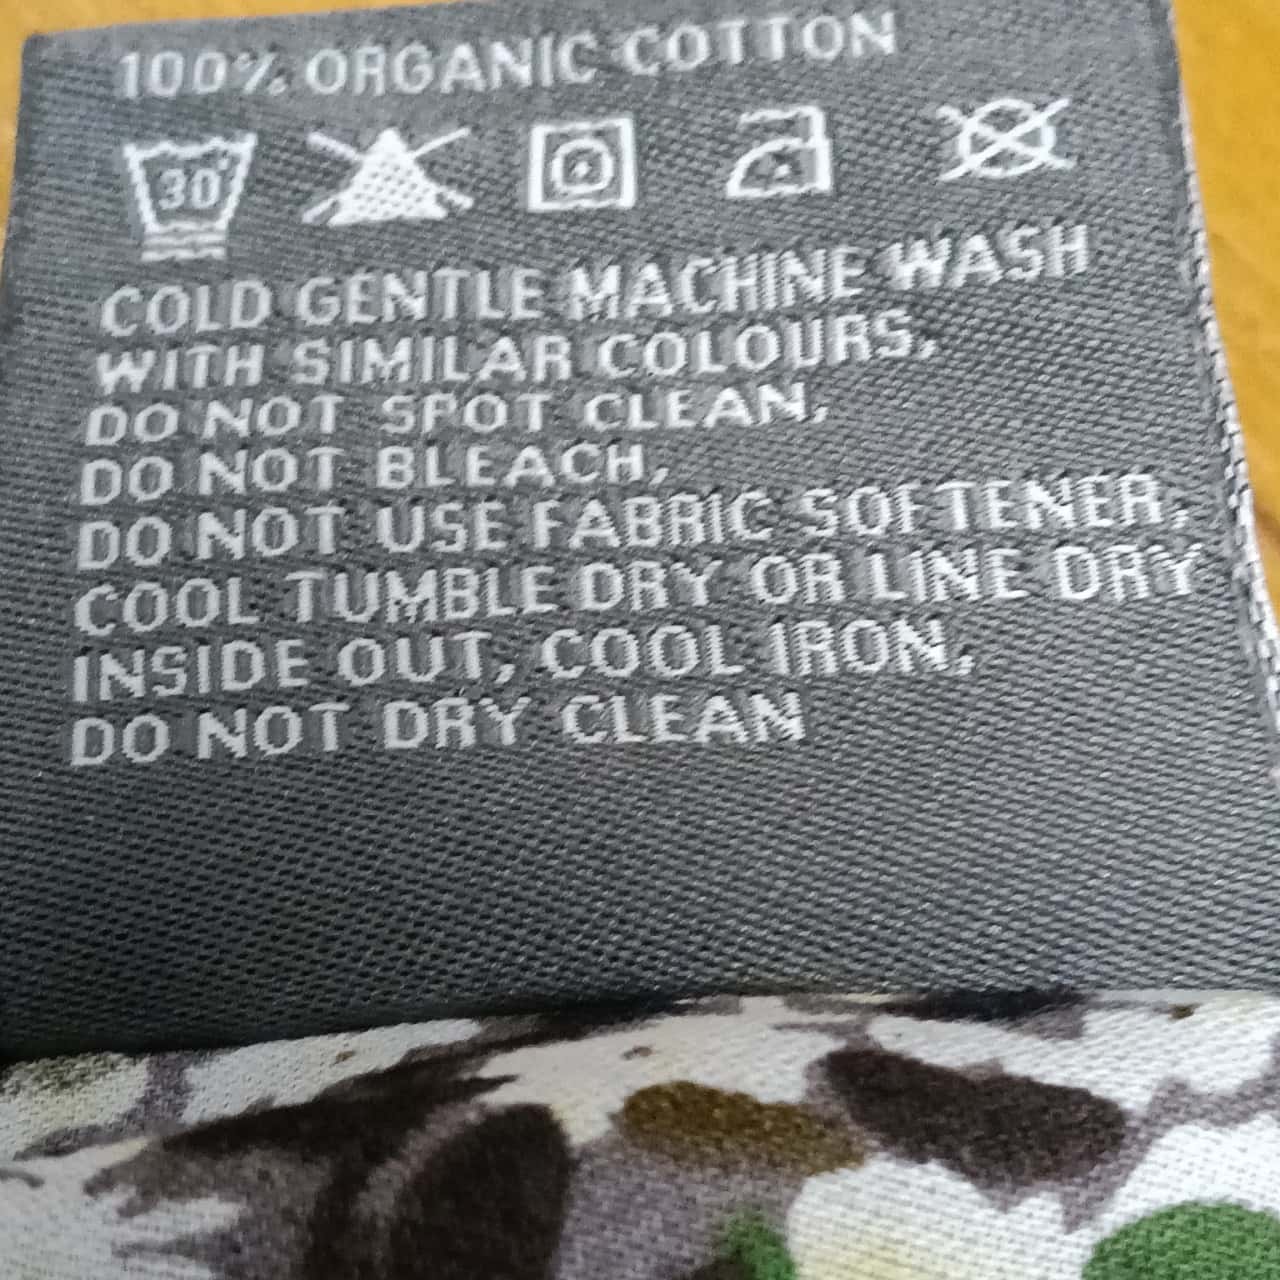 100% ORGANIC COTTON
30°
COLD GENTLE MACHINE WASH
WITH SIMILAR COLOURS,
DO NOT SPOT CLEAN,
DO NOT BLEACH,
DO NOT USE FABRIC SOFTENER,
COOL TUMBLE DRY OR LINE DRY
INSIDE OUT, COOL IRON,
DO NOT DRY CLEAN